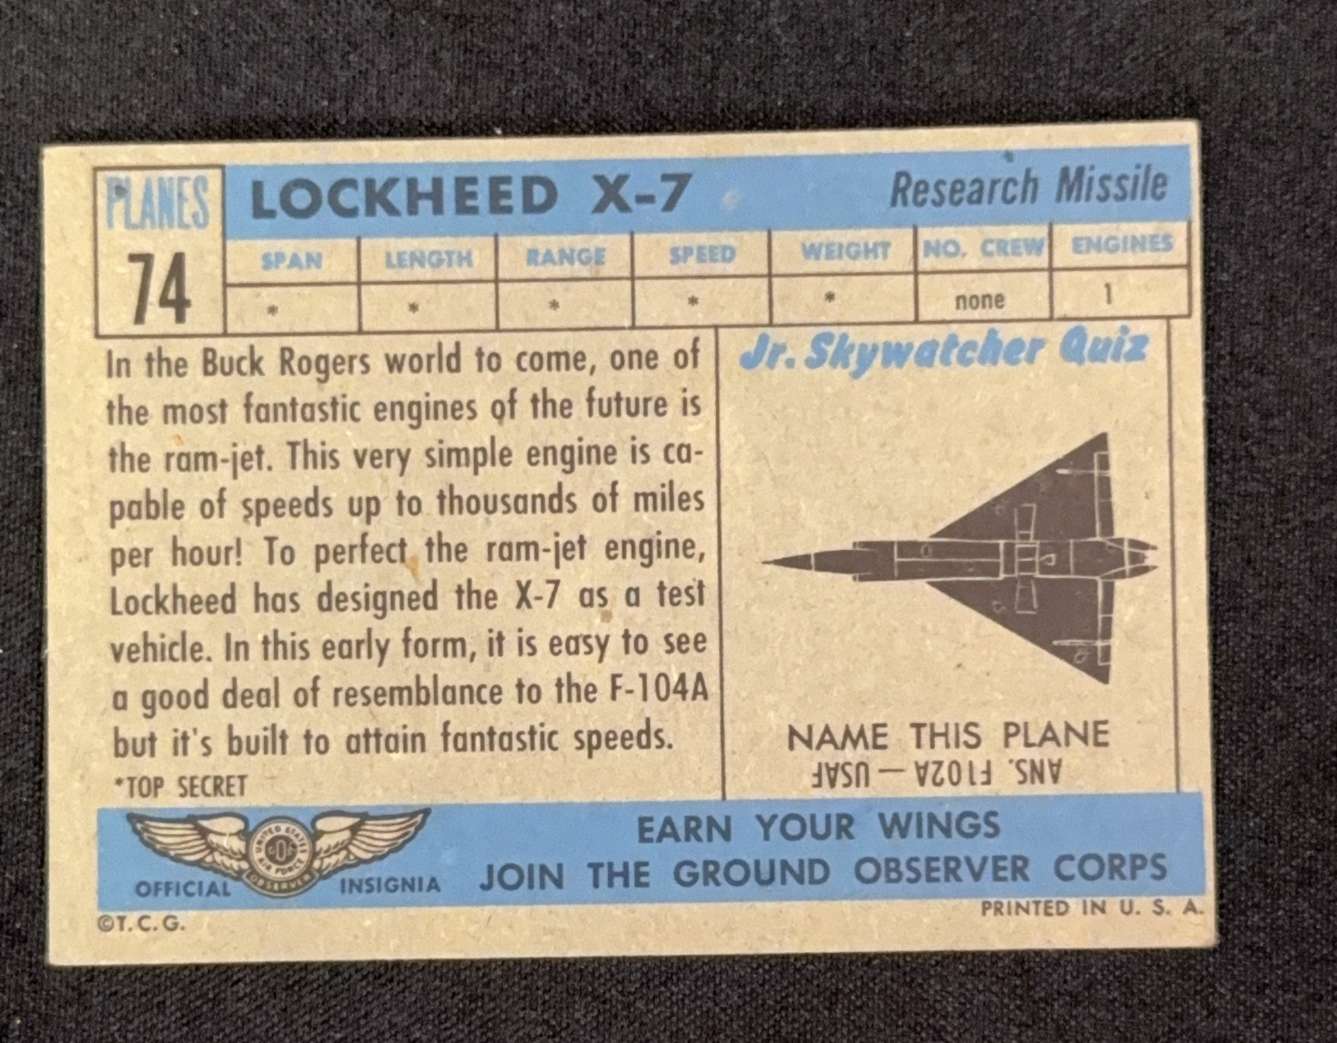 PLANES
74
LOCKHEED X-7 Research Missile
SPAN LENGTH RANGE SPEED WEIGHT NO. CREW ENGINES
* * * * * none 1
In the Buck Rogers world to come, one of
the most fantastic engines of the future is
the ram-jet. This very simple engine is ca-
pable of speeds up to thousands of miles
per hour! To perfect the ram-jet engine,
Lockheed has designed the X-7 as a test
vehicle. In this early form, it is easy to see
a good deal of resemblance to the F-104A
but it's built to attain fantastic speeds.
*TOP SECRET
Jr. Skywatcher Quiz
NAME THIS PLANE
ANS. F102A — USAF
UNITED STATES
AIR FORCE
OBSERVER
OFFICIAL INSIGNIA
EARN YOUR WINGS
JOIN THE GROUND OBSERVER CORPS
©T.C.G.
PRINTED IN U. S. A.